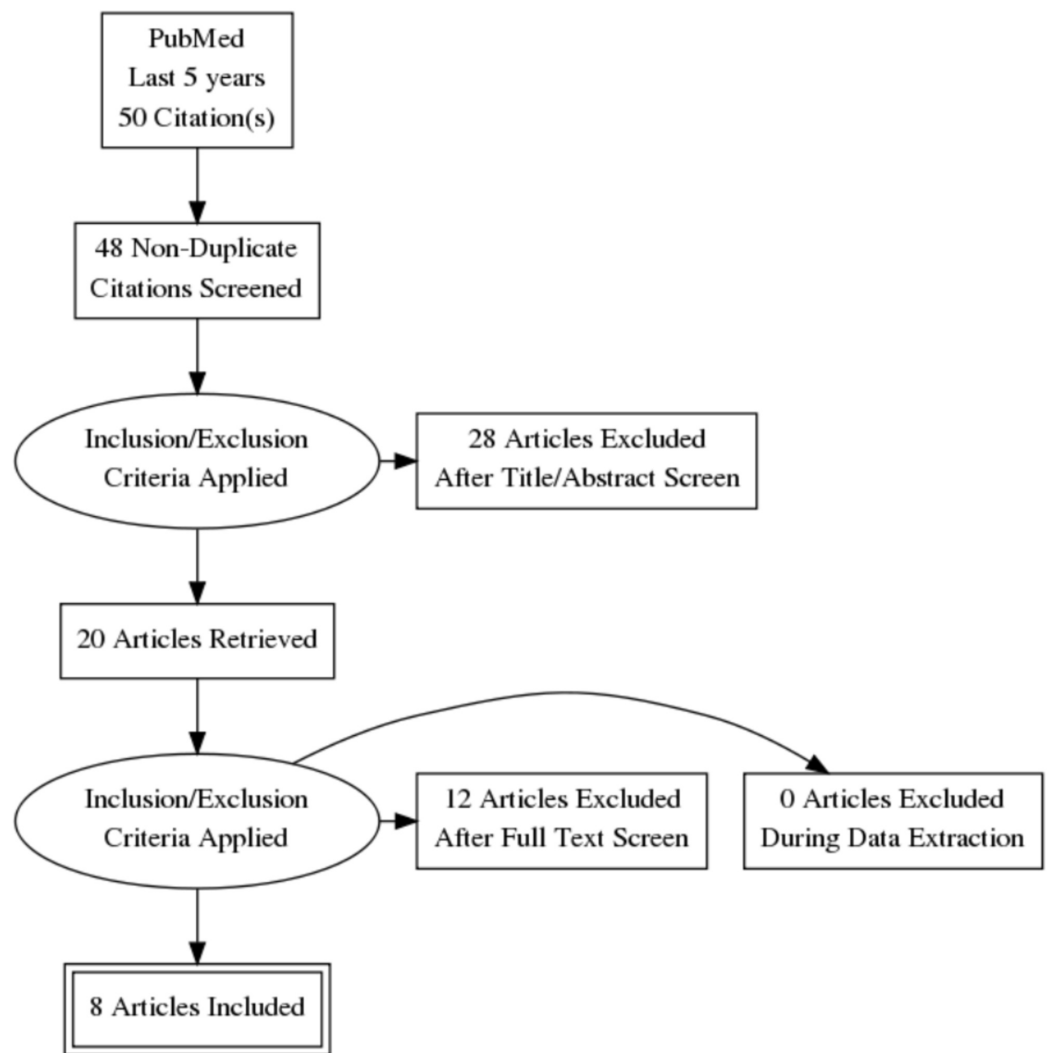 PubMed
Last 5 years
50 Citation(s)
48 Non-Duplicate
Citations Screened
Inclusion/Exclusion
Criteria Applied
28 Articles Excluded
After Title/Abstract Screen
20 Articles Retrieved
Inclusion/Exclusion
Criteria Applied
12 Articles Excluded
After Full Text Screen
0 Articles Excluded
During Data Extraction
8 Articles Included